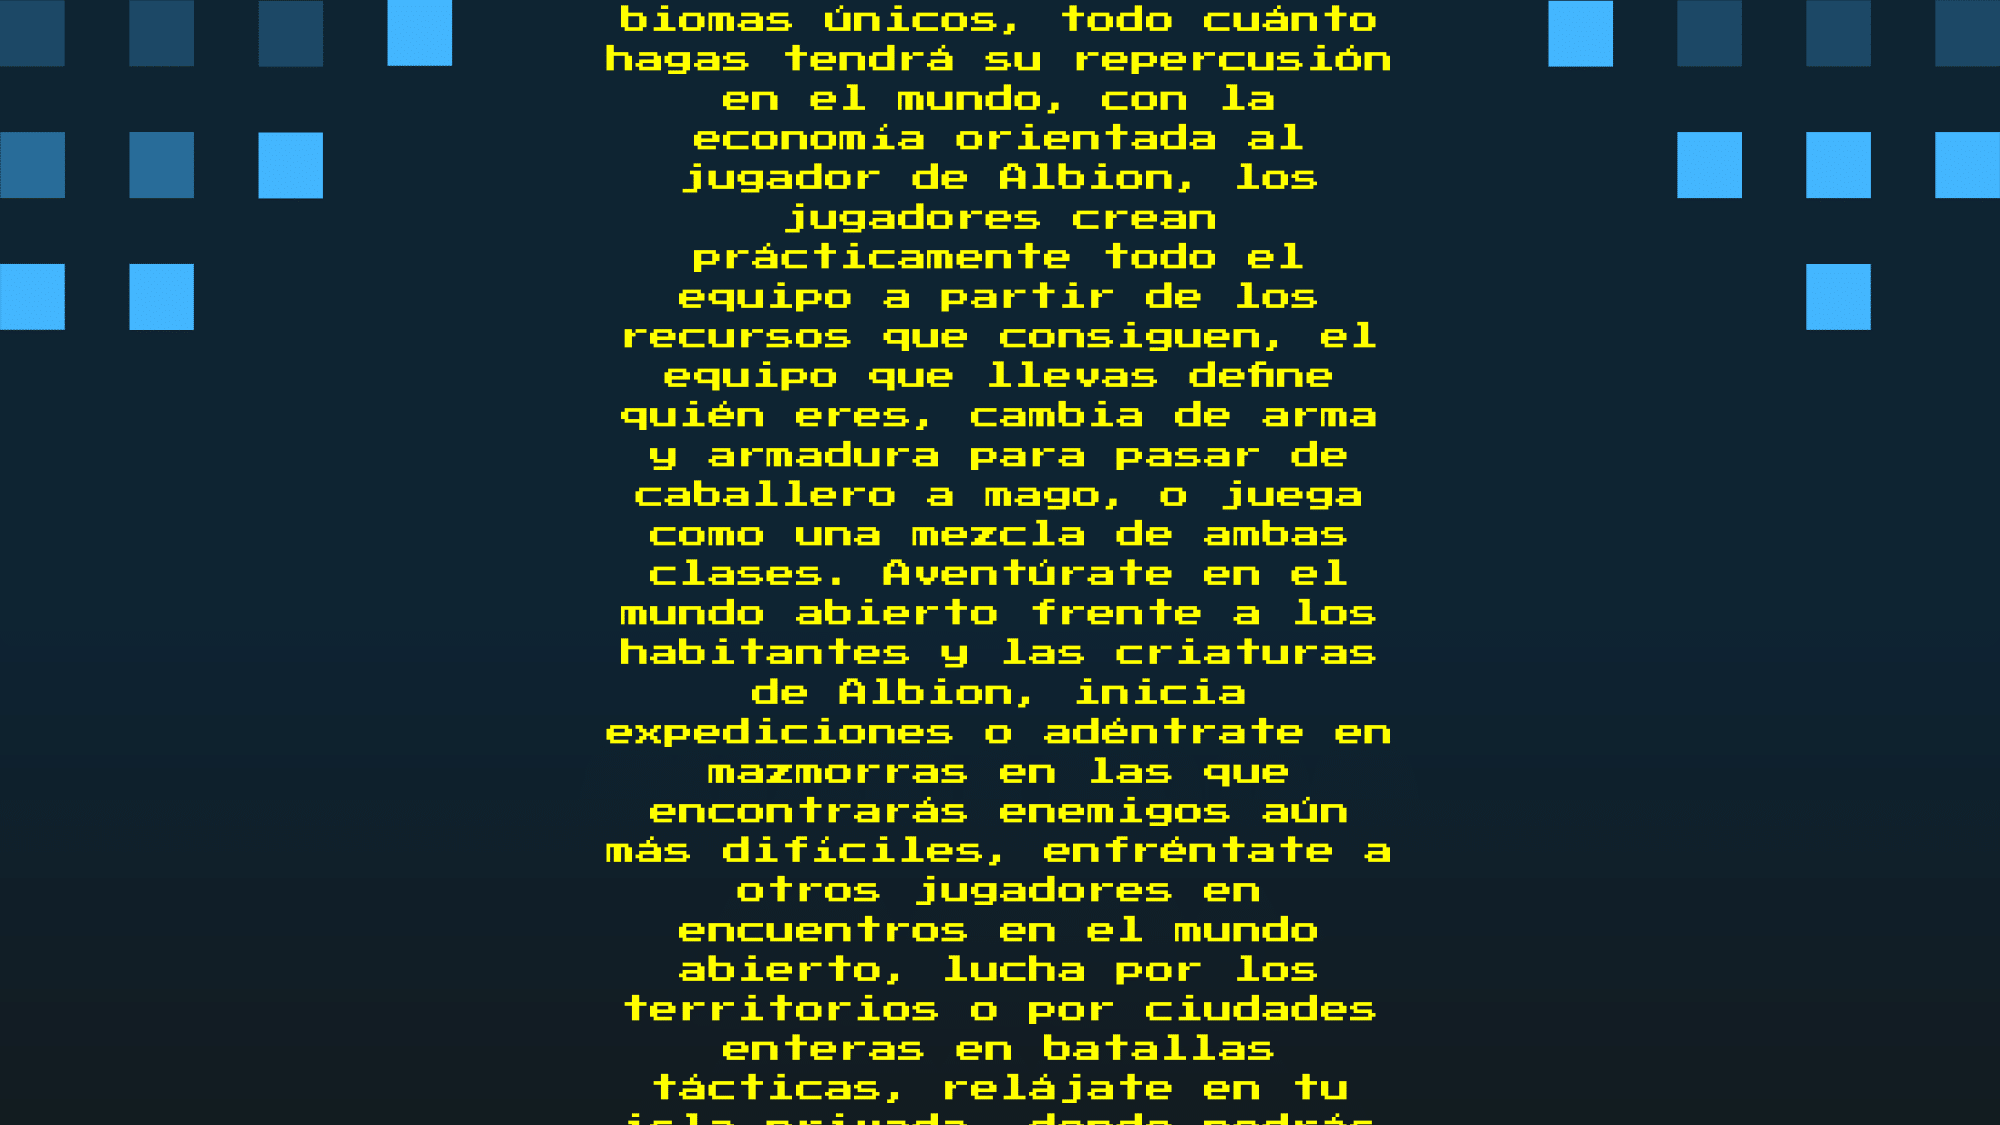 biomas únicos, todo cuánto
hagas tendrá su repercusión
en el mundo, con la
economía orientada al
jugador de Albion, los
jugadores crean
prácticamente todo el
equipo a partir de los
recursos que consiguen, el
equipo que llevas define
quién eres, cambia de arma
y armadura para pasar de
caballero a mago, o juega
como una mezcla de ambas
clases. Aventúrate en el
mundo abierto frente a los
habitantes y las criaturas
de Albion, inicia
expediciones o adéntrate en
mazmorras en las que
encontrarás enemigos aún
más difíciles, enfréntate a
otros jugadores en
encuentros en el mundo
abierto, lucha por los
territorios o por ciudades
enteras en batallas
tácticas, relájate en tu
isla privada, donde podrás